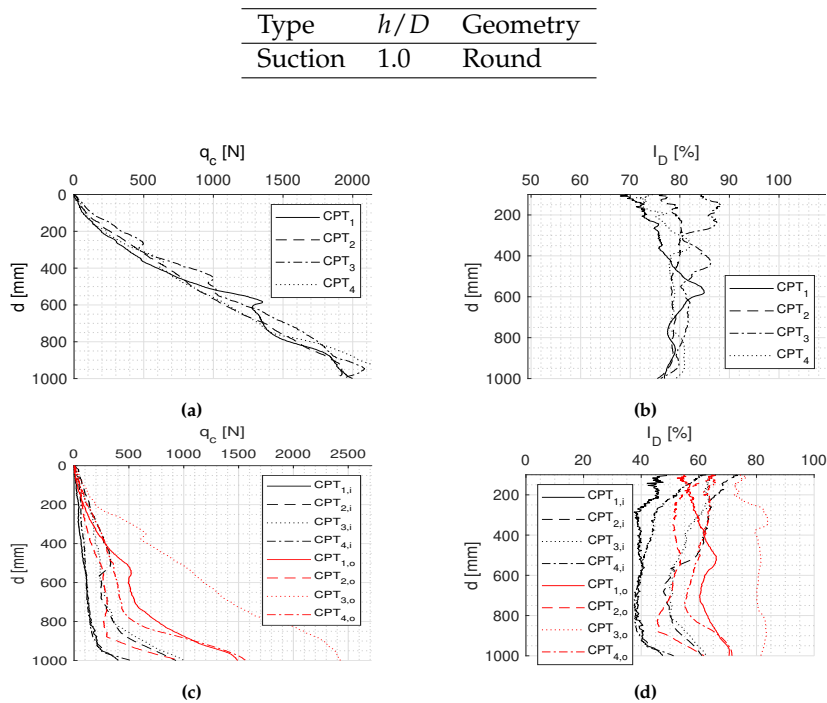 Type h/D Geometry
Suction 1.0 Round
q_c [N]
0 500 1000 1500 2000
d [mm]
0
200
400
600
800
1000
CPT_1
CPT_2
CPT_3
CPT_4
(a)
I_D [%]
50 60 70 80 90 100
d [mm]
200
400
600
800
1000
CPT_1
CPT_2
CPT_3
CPT_4
(b)
q_c [N]
0 500 1000 1500 2000 2500
d [mm]
0
200
400
600
800
1000
CPT_1,i
CPT_2,i
CPT_3,i
CPT_4,i
CPT_1,o
CPT_2,o
CPT_3,o
CPT_4,o
(c)
I_D [%]
0 20 40 60 80 100
d [mm]
200
400
600
800
1000
CPT_1,i
CPT_2,i
CPT_3,i
CPT_4,i
CPT_1,o
CPT_2,o
CPT_3,o
CPT_4,o
(d)